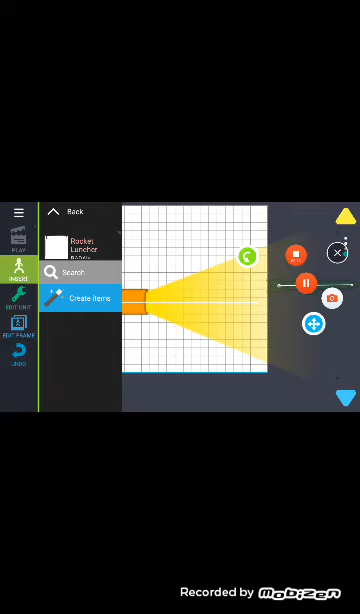 Back
PLAY
Rocket
Luncher
INSERT
Search
Create items
EDIT UNIT
EDIT FRAME
UNDO
Recorded by mobizen